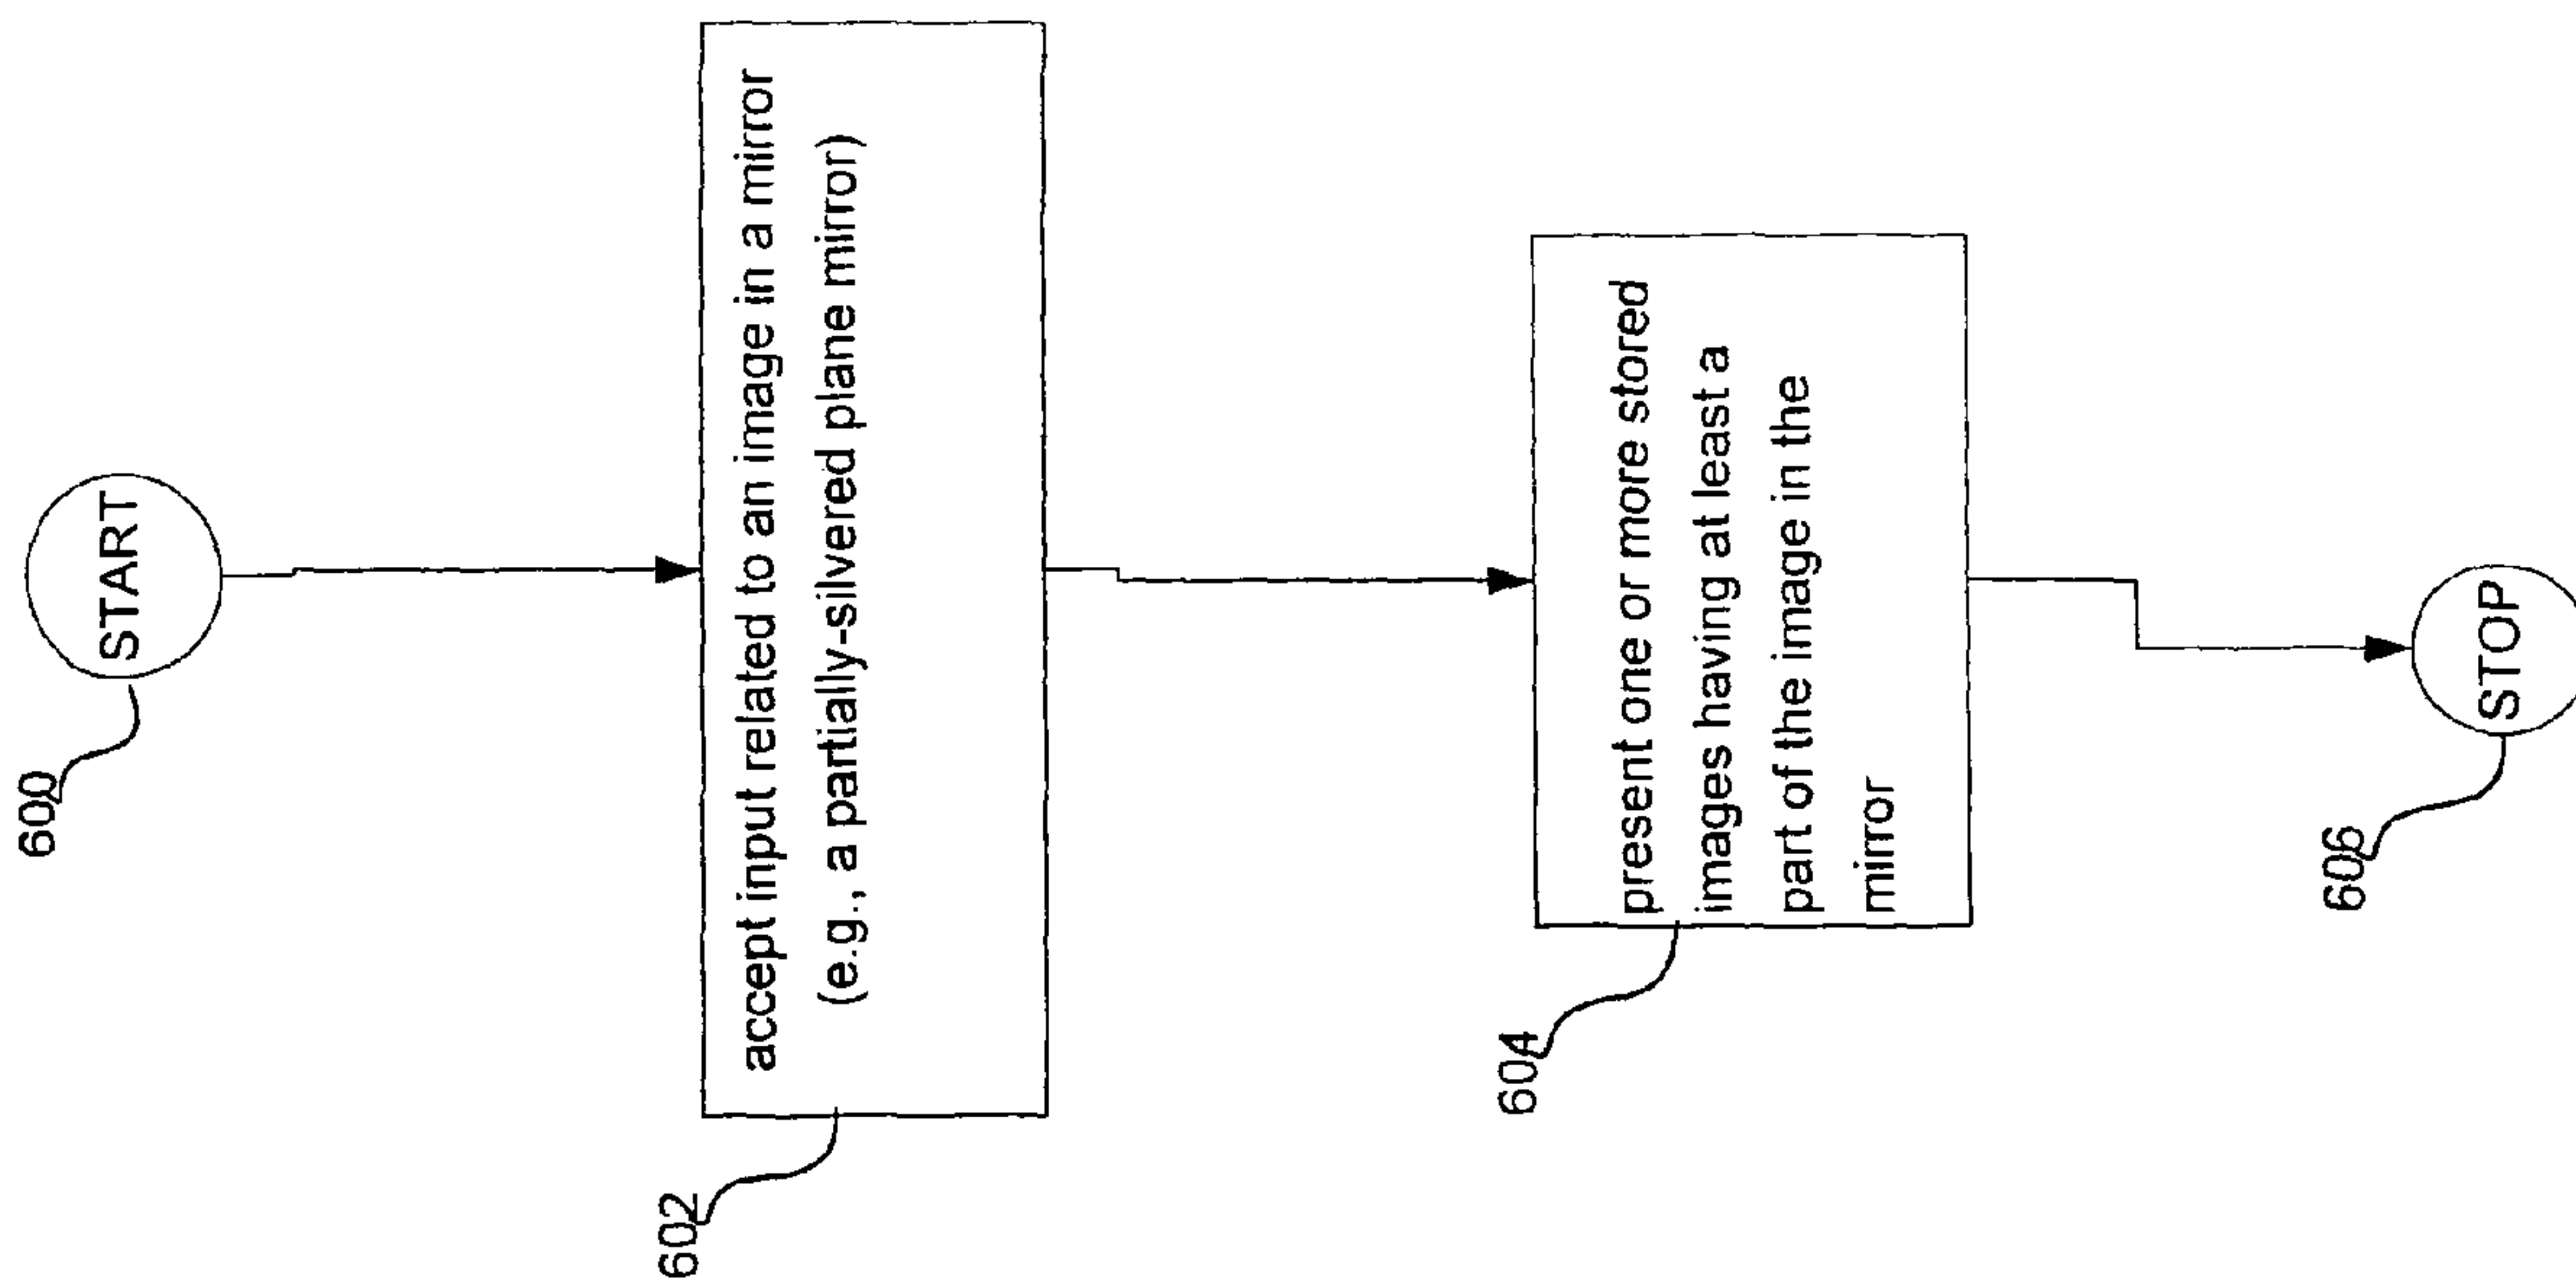 600
START
602
accept input related to an image in a mirror
(e.g., a partially-silvered plane mirror)
604
present one or more stored
images having at least a
part of the image in the
mirror
606
STOP